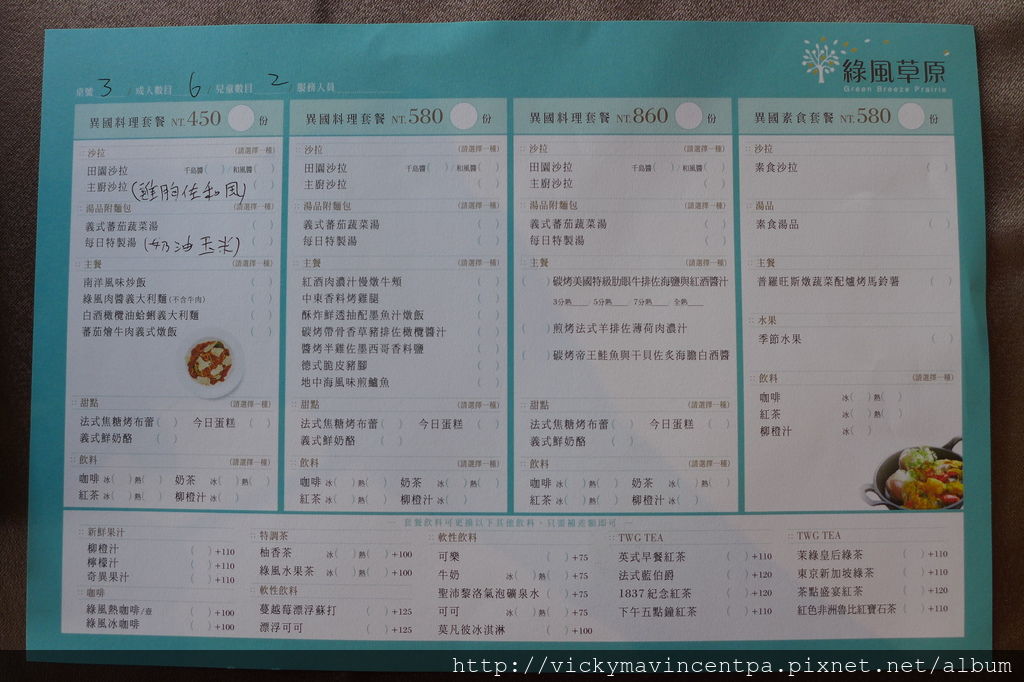 綠風草原
Green Breeze Prairie
桌號 3 / 成人數目 6 / 兒童數目 2 / 服務人員
異國料理套餐 NT.450 份
:: 沙拉 (請選擇一種)
田園沙拉 千島醬( ) 和風醬( )
主廚沙拉 (雞胸佐和風) ( )
:: 湯品附麵包 (請選擇一種)
義式蕃茄蔬菜湯 ( )
每日特製湯 (奶油玉米) ( )
:: 主餐 (請選擇一種)
南洋風味炒飯 ( )
綠風肉醬義大利麵 (不含牛肉) ( )
白酒橄欖油蛤蜊義大利麵 ( )
蕃茄燴牛肉義式燉飯 ( )
:: 甜點 (請選擇一種)
法式焦糖烤布蕾 ( ) 今日蛋糕 ( )
義式鮮奶酪 ( )
:: 飲料 (請選擇一種)
咖啡 冰( )熱( ) 奶茶 冰( )熱( )
紅茶 冰( )熱( ) 柳橙汁 冰( )
異國料理套餐 NT.580 份
:: 沙拉 (請選擇一種)
田園沙拉 千島醬( ) 和風醬( )
主廚沙拉 ( )
:: 湯品附麵包 (請選擇一種)
義式蕃茄蔬菜湯 ( )
每日特製湯 ( )
:: 主餐 (請選擇一種)
紅酒肉濃汁慢燉牛頰 ( )
中東香料烤雞腿 ( )
酥炸鮮透抽配墨魚汁燉飯 ( )
碳烤帶骨香草豬排佐橄欖醬汁 ( )
醬烤半雞佐墨西哥香料鹽 ( )
德式脆皮豬腳 ( )
地中海風味煎鱸魚 ( )
:: 甜點 (請選擇一種)
法式焦糖烤布蕾 ( ) 今日蛋糕 ( )
義式鮮奶酪 ( )
:: 飲料 (請選擇一種)
咖啡 冰( )熱( ) 奶茶 冰( )熱( )
紅茶 冰( )熱( ) 柳橙汁 冰( )
異國料理套餐 NT.860 份
:: 沙拉 (請選擇一種)
田園沙拉 千島醬( ) 和風醬( )
主廚沙拉 ( )
:: 湯品附麵包 (請選擇一種)
義式蕃茄蔬菜湯 ( )
每日特製湯 ( )
:: 主餐 (請選擇一種)
( ) 碳烤美國特級肋眼牛排佐海鹽與紅酒醬汁
3分熟____/ 5分熟____ 7分熟____ 全熟____
( ) 煎烤法式羊排佐薄荷肉濃汁
( ) 碳烤帝王鮭魚與干貝佐炙海膽白酒醬
:: 甜點 (請選擇一種)
法式焦糖烤布蕾 ( ) 今日蛋糕 ( )
義式鮮奶酪 ( )
:: 飲料 (請選擇一種)
咖啡 冰( )熱( ) 奶茶 冰( )熱( )
紅茶 冰( )熱( ) 柳橙汁 冰( )
異國素食套餐 NT.580 份
:: 沙拉
素食沙拉 ( )
:: 湯品
素食湯品 ( )
:: 主餐
普羅旺斯燉蔬菜配爐烤馬鈴薯 ( )
:: 水果
季節水果 ( )
:: 飲料 (請選擇一種)
咖啡 冰( )熱( )
紅茶 冰( )熱( )
柳橙汁 冰( )
套餐飲料可更換以下其他飲料，只需補差額即可
:: 新鮮果汁
柳橙汁 ( )+110
檸檬汁 ( )+110
奇異果汁 ( )+110
:: 咖啡
綠風熱咖啡/壺 ( )+100
綠風冰咖啡 ( )+100
:: 特調茶
柚香茶 冰( )熱( )+100
綠風水果茶 冰( )熱( )+100
:: 軟性飲料
蔓越莓漂浮蘇打 ( )+125
漂浮可可 ( )+125
:: 軟性飲料
可樂 ( )+75
牛奶 冰( )熱( )+75
聖沛黎洛氣泡礦泉水 ( )+75
可可 冰( )熱( )+75
莫凡彼冰淇淋 ( )+100
:: TWG TEA
英式早餐紅茶 ( )+110
法式藍伯爵 ( )+120
1837 紀念紅茶 ( )+120
下午五點鐘紅茶 ( )+110
:: TWG TEA
茉綠皇后綠茶 ( )+110
東京新加坡綠茶 ( )+110
茶點盛宴紅茶 ( )+120
紅色非洲魯比紅寶石茶 ( )+110
http://vickymavincentpa.pixnet.net/album